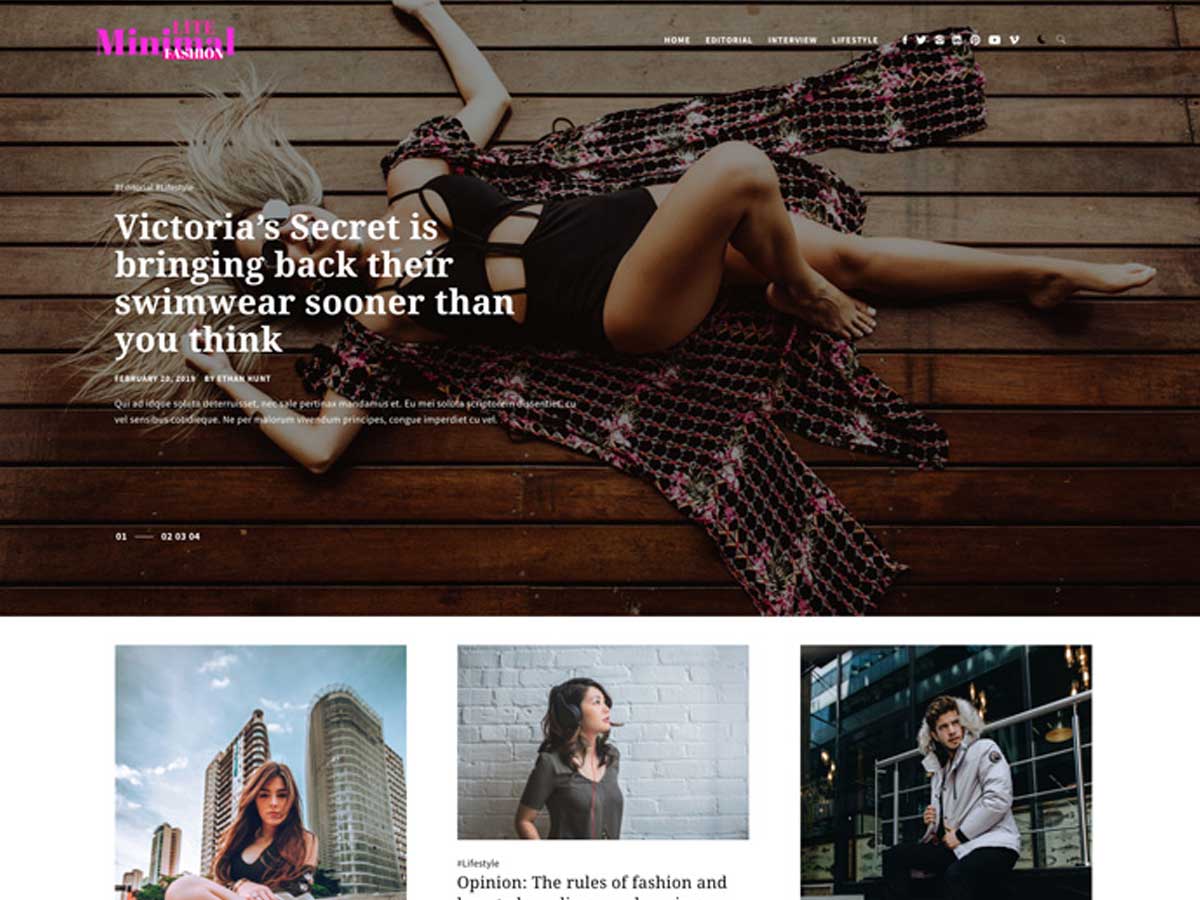 LITE
Minimal
FASHION
HOME EDITORIAL INTERVIEW LIFESTYLE
#Editorial #Lifestyle
Victoria’s Secret is
bringing back their
swimwear sooner than
you think
FEBRUARY 20, 2019 BY ETHAN HUNT
Qui ad idque soluta deterruisset, nec sale pertinax mandamus et. Eu mei soluta scriptorem dissentiet, cu
vel sensibus cotidieque. Ne per malorum vivendum principes, congue imperdiet cu vel.
01 02 03 04
#Lifestyle
Opinion: The rules of fashion and